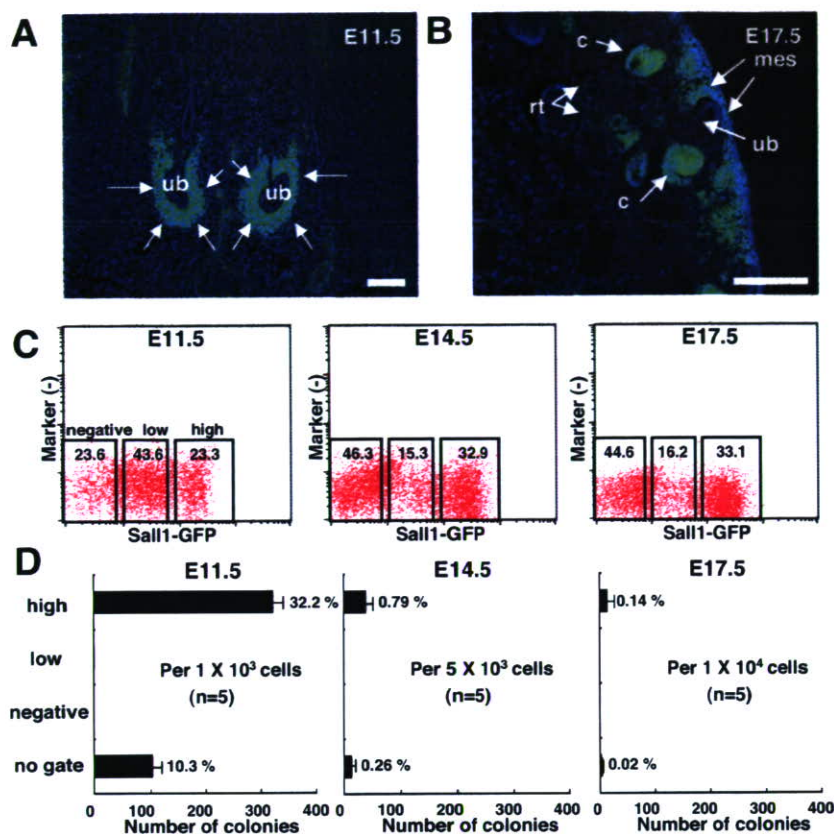 A
E11.5
ub
ub
B
E17.5
c
mes
rt
ub
c
C
E11.5
E14.5
E17.5
Marker (-)
negative low high
23.6 43.6 23.3
Sall1-GFP
Marker (-)
46.3 15.3 32.9
Sall1-GFP
Marker (-)
44.6 16.2 33.1
Sall1-GFP
D
E11.5
E14.5
E17.5
high
low
negative
no gate
32.2 %
Per 1 X 10³ cells
(n=5)
10.3 %
0 100 200 300 400
Number of colonies
0.79 %
Per 5 X 10³ cells
(n=5)
0.26 %
0 100 200 300 400
Number of colonies
0.14 %
Per 1 X 10⁴ cells
(n=5)
0.02 %
0 100 200 300 400
Number of colonies